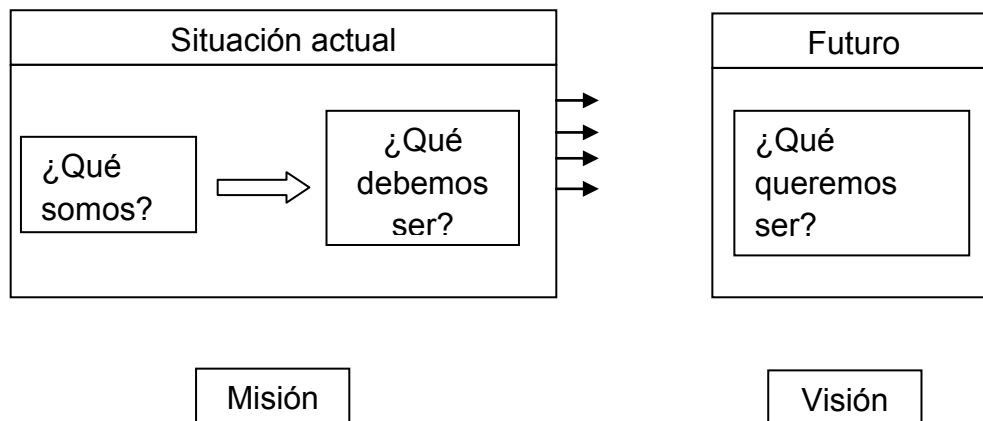 Situación actual
¿Qué
somos?
¿Qué
debemos
ser?
Futuro
¿Qué
queremos
ser?
Misión
Visión